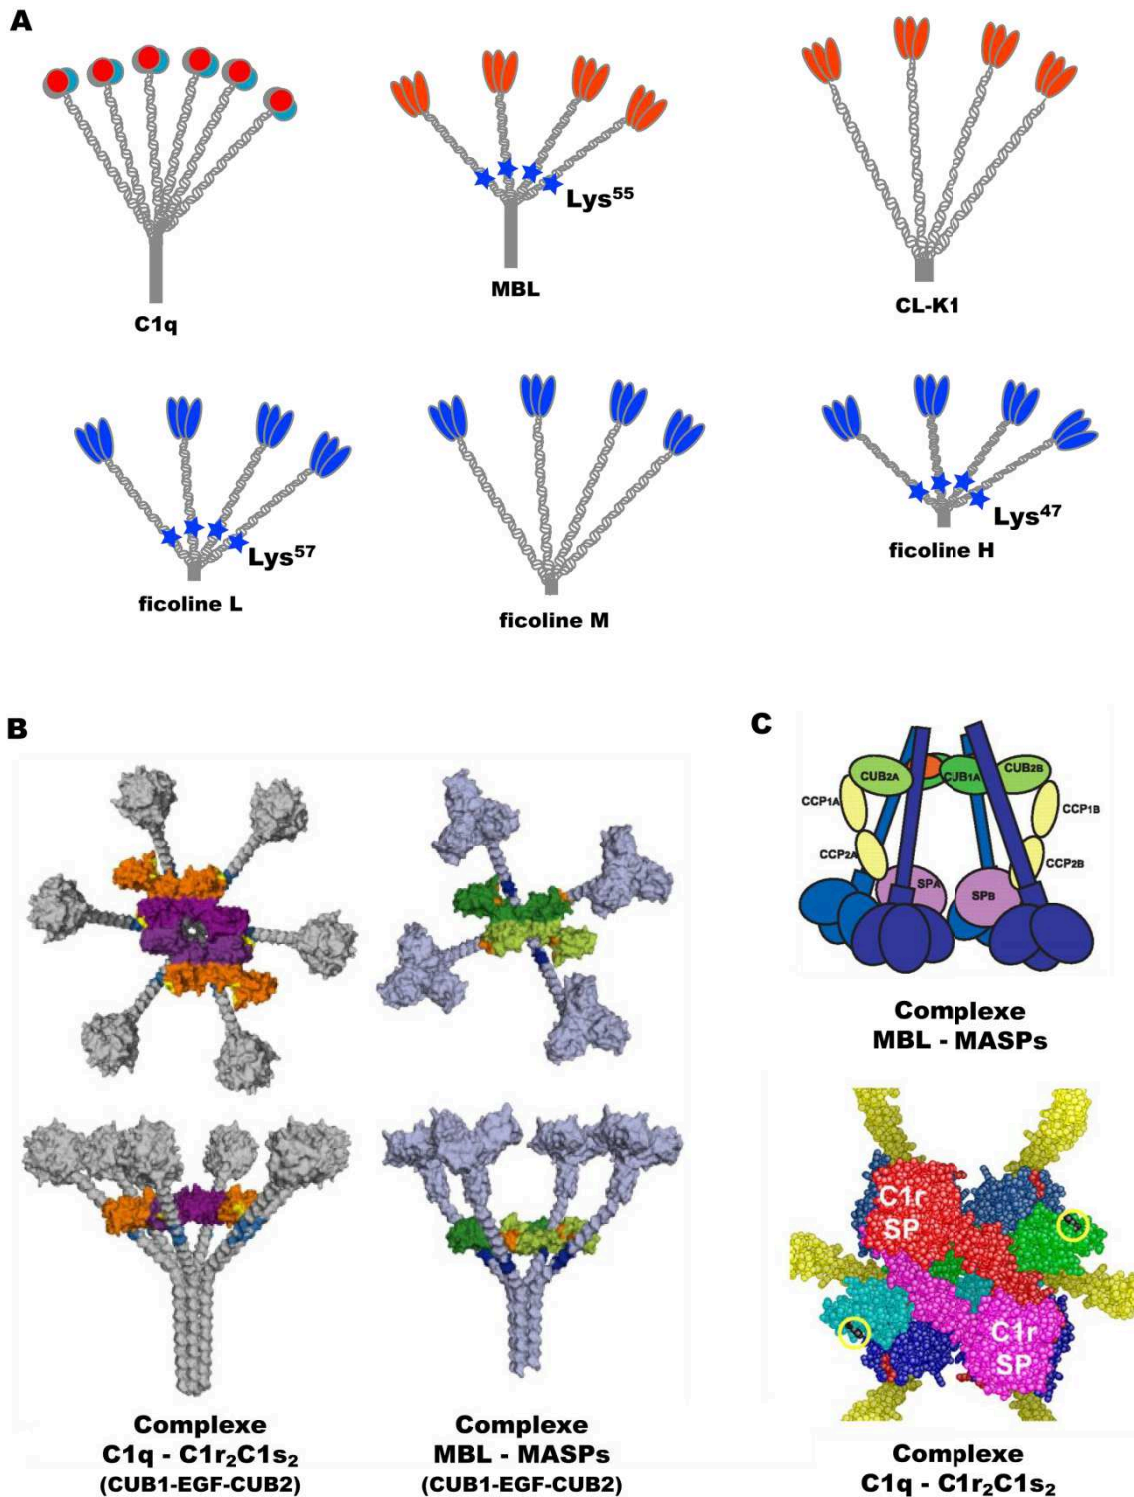 A
C1q
Lys55
MBL
CL-K1
Lys57
ficoline L
ficoline M
Lys47
ficoline H
B
Complexe
C1q - C1r2C1s2
(CUB1-EGF-CUB2)
Complexe
MBL - MASPs
(CUB1-EGF-CUB2)
C
CUB2A
CUB1A
CUB2B
CCP1A
CCP1B
CCP2A
CCP2B
SPA
SPB
Complexe
MBL - MASPs
C1r
SP
C1r
SP
Complexe
C1q - C1r2C1s2